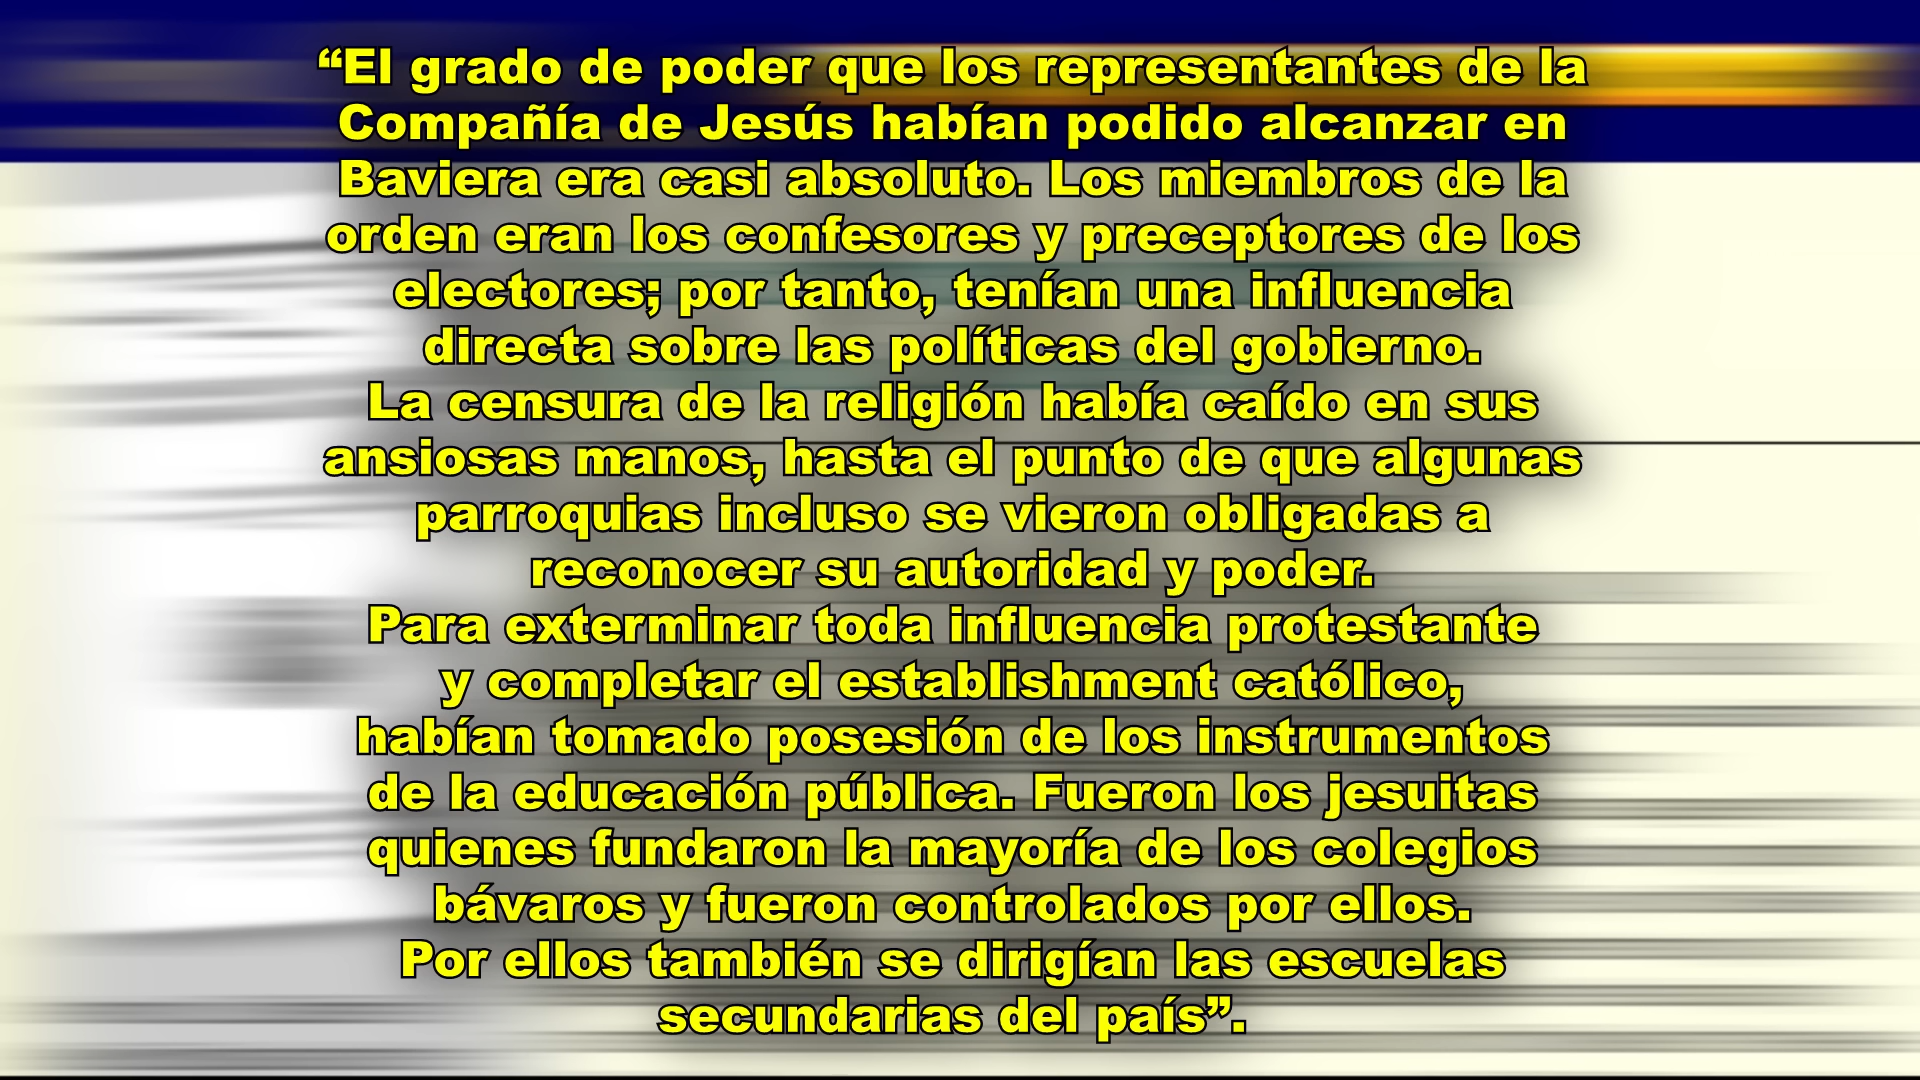 “El grado de poder que los representantes de la
Compañía de Jesús habían podido alcanzar en
Baviera era casi absoluto. Los miembros de la
orden eran los confesores y preceptores de los
electores; por tanto, tenían una influencia
directa sobre las políticas del gobierno.
La censura de la religión había caído en sus
ansiosas manos, hasta el punto de que algunas
parroquias incluso se vieron obligadas a
reconocer su autoridad y poder.
Para exterminar toda influencia protestante
y completar el establishment católico,
habían tomado posesión de los instrumentos
de la educación pública. Fueron los jesuitas
quienes fundaron la mayoría de los colegios
bávaros y fueron controlados por ellos.
Por ellos también se dirigían las escuelas
secundarias del país”.